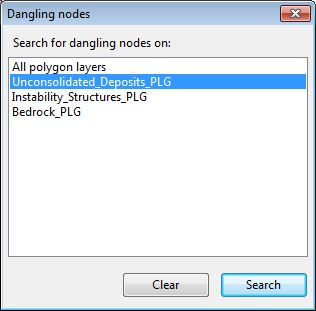 Dangling nodes
Search for dangling nodes on:
All polygon layers
Unconsolidated_Deposits_PLG
Instability_Structures_PLG
Bedrock_PLG
Clear
Search